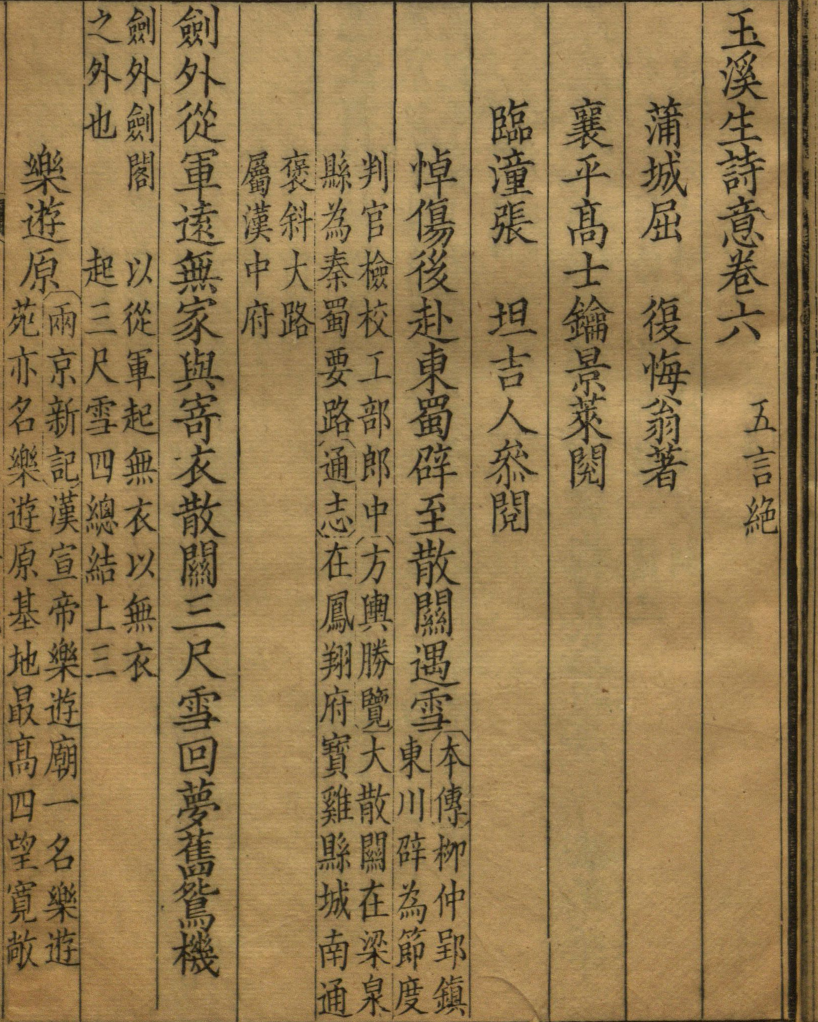 玉溪生詩意卷六 五言絶
蒲城屈 復悔翁著
襄平高士鑰景萊閱
臨潼張 坦吉人叅閱
悼傷後赴東蜀辟至散關遇雪
本傳柳仲郢鎮
東川辟為節度
判官檢校工部郎中方輿勝覽大散關在梁泉
縣為秦蜀要路通志在鳳翔府寳雞縣城南通
褒斜大路
屬漢中府
劍外從軍遠無家與寄衣散關三尺雪回夢舊鴛機
劍外劍閣
之外也
以從軍起無衣以無衣
起三尺雪四總結上三
樂遊原
兩京新記漢宣帝樂遊廟一名樂遊
苑亦名樂遊原基地最高四望寬敞